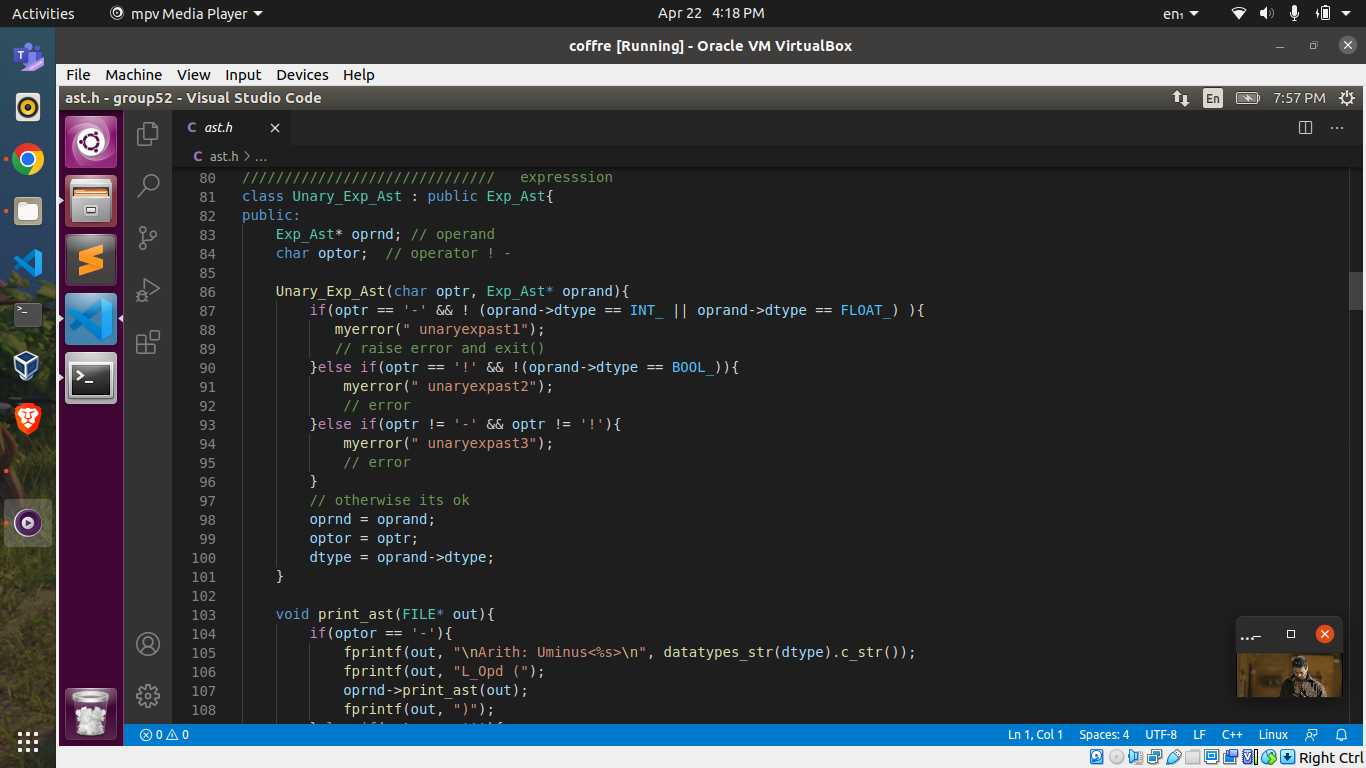 Activities
mpv Media Player
Apr 22 4:18 PM
en₁
coffre [Running] - Oracle VM VirtualBox
File Machine View Input Devices Help
ast.h - group52 - Visual Studio Code
En
7:57 PM
C ast.h
C ast.h > ...
80 ////////////////////////////// expresssion
81 class Unary_Exp_Ast : public Exp_Ast{
82 public:
83 Exp_Ast* oprnd; // operand
84 char optor; // operator ! -
85
86 Unary_Exp_Ast(char optr, Exp_Ast* oprand){
87 if(optr == '-' && ! (oprand->dtype == INT_ || oprand->dtype == FLOAT_) ){
88 myerror(" unaryexpast1");
89 // raise error and exit()
90 }else if(optr == '!' && !(oprand->dtype == BOOL_)){
91 myerror(" unaryexpast2");
92 // error
93 }else if(optr != '-' && optr != '!'){
94 myerror(" unaryexpast3");
95 // error
96 }
97 // otherwise its ok
98 oprnd = oprand;
99 optor = optr;
100 dtype = oprand->dtype;
101 }
102
103 void print_ast(FILE* out){
104 if(optor == '-'){
105 fprintf(out, "\nArith: Uminus<%s>\n", datatypes_str(dtype).c_str());
106 fprintf(out, "L_Opd (");
107 oprnd->print_ast(out);
108 fprintf(out, ")");
0 0
Ln 1, Col 1 Spaces: 4 UTF-8 LF C++ Linux
Right Ctrl